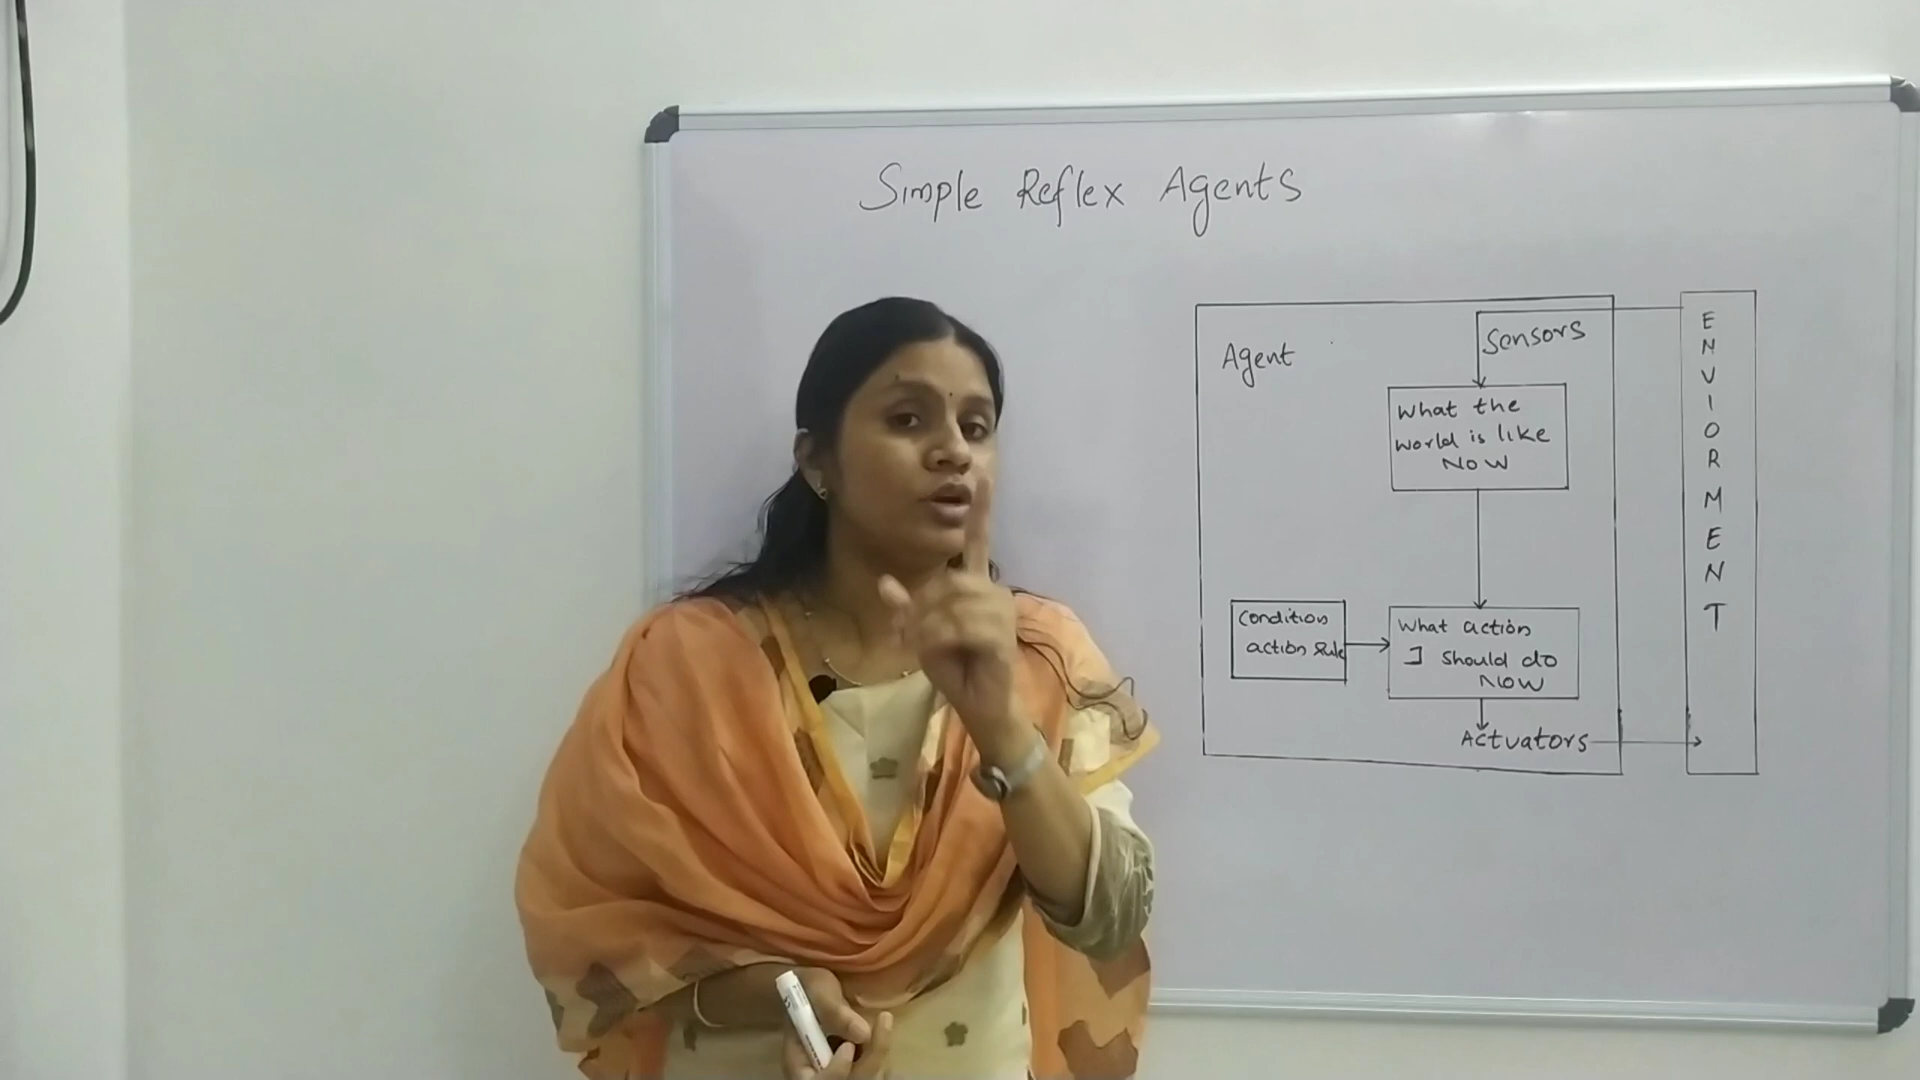 Simple Reflex Agents
Agent
Sensors
What the
world is like
NOW
Condition
action rule
What action
I should do
NOW
Actuators
ENVIORMENT